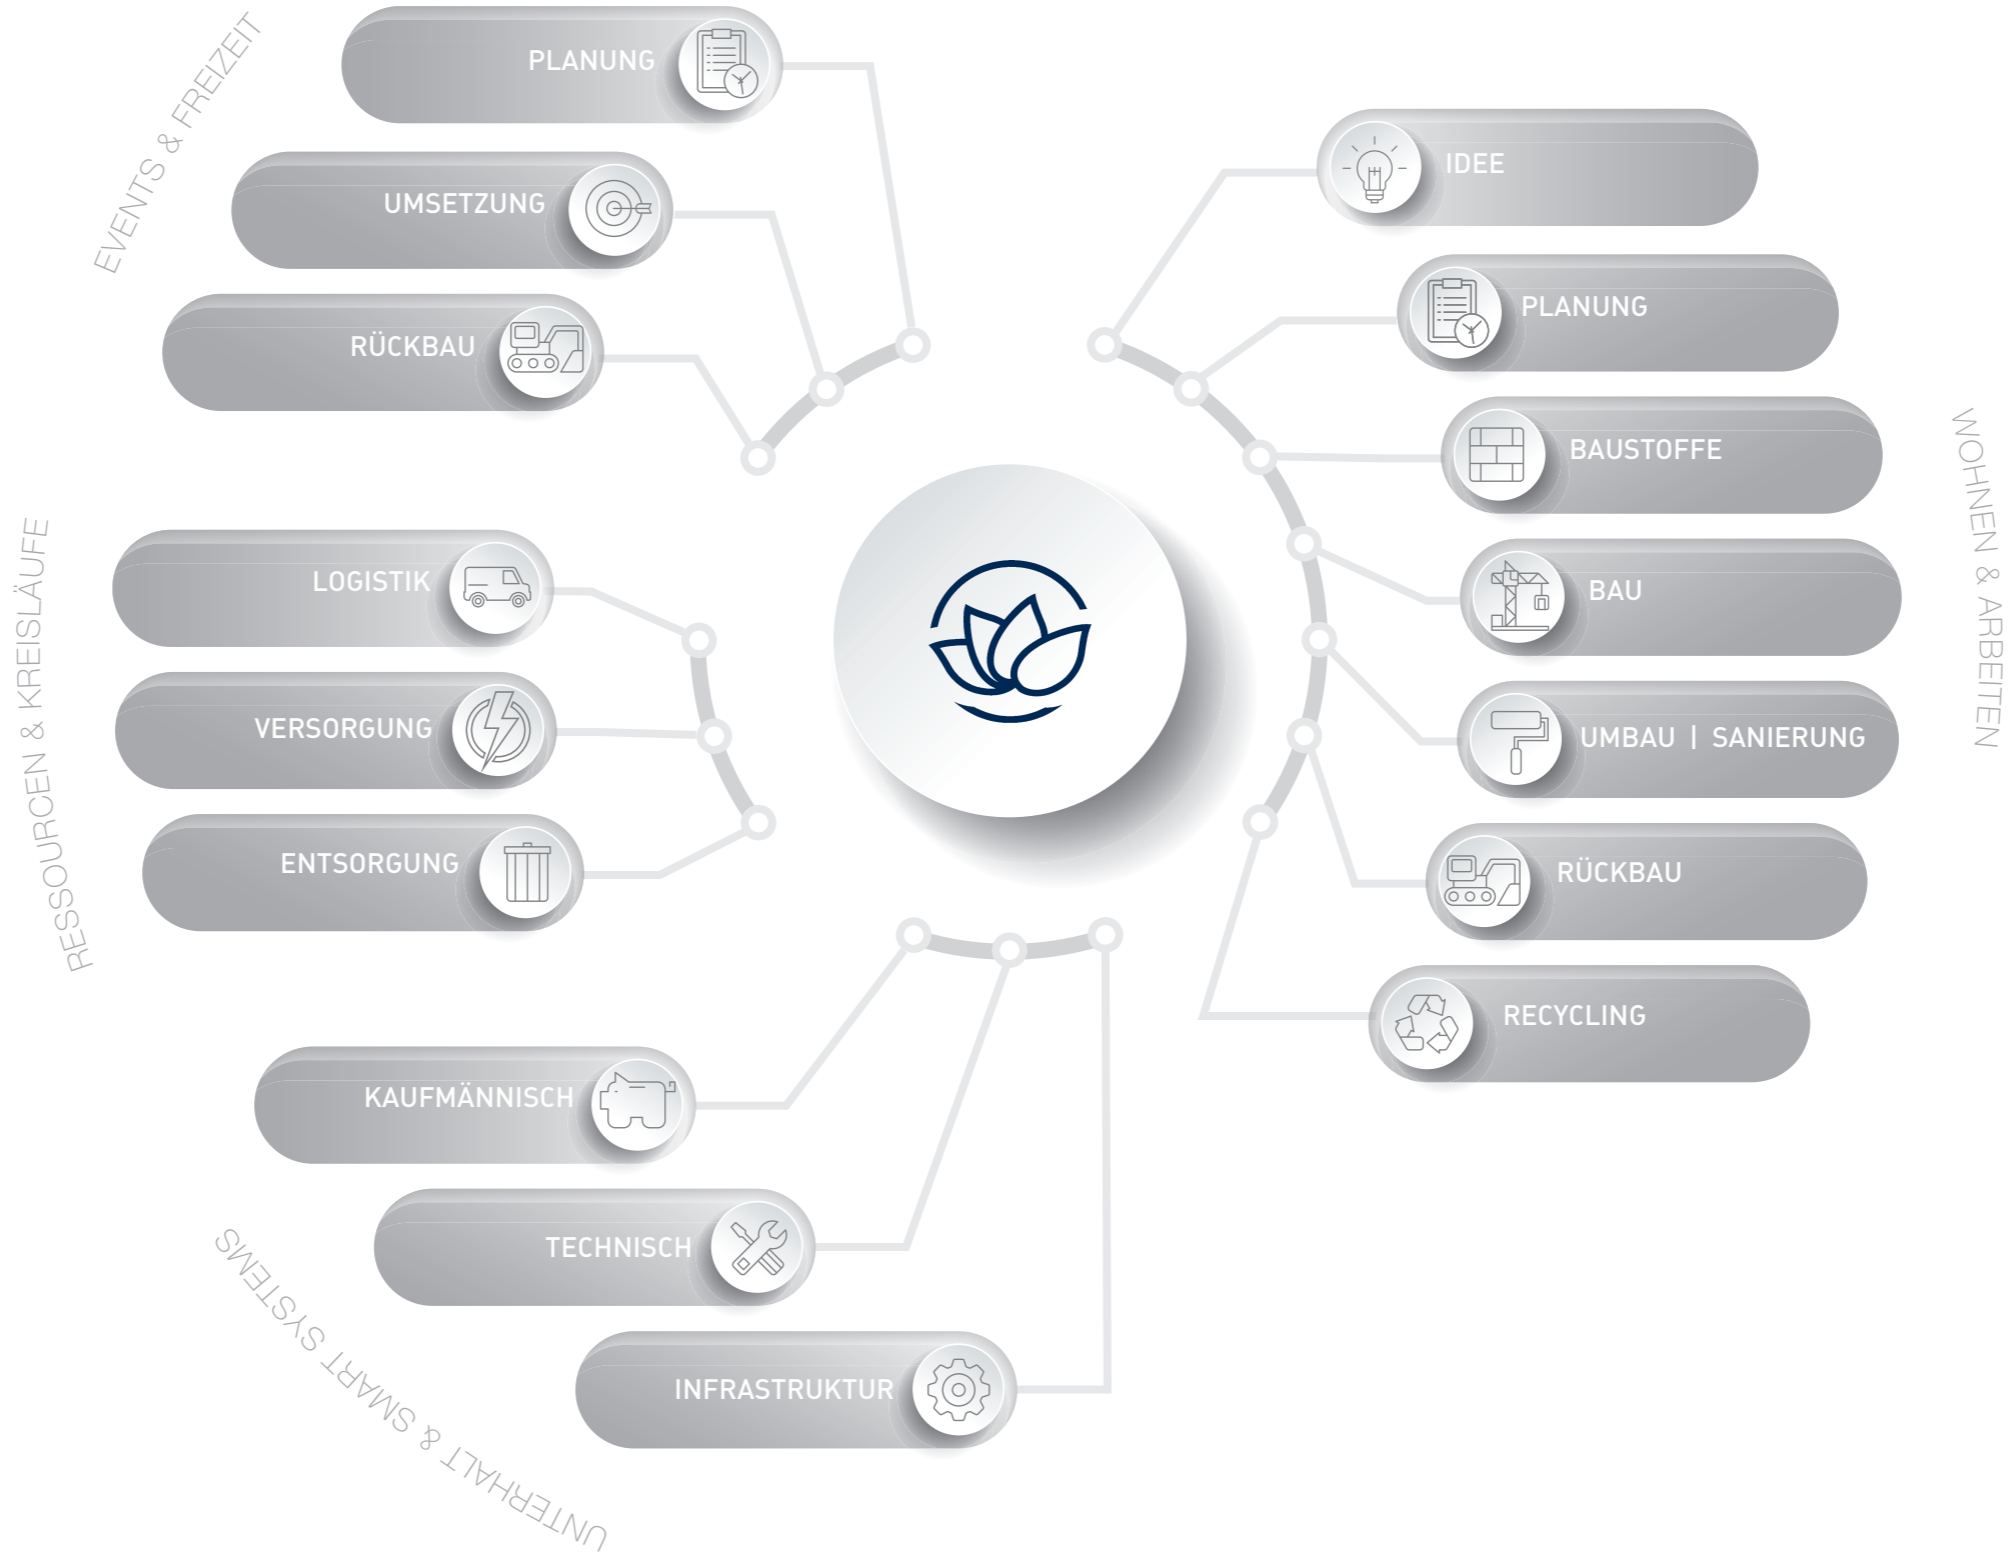 EVENTS & FREIZEIT
PLANUNG
UMSETZUNG
RÜCKBAU
RESSOURCEN & KREISLÄUFE
LOGISTIK
VERSORGUNG
ENTSORGUNG
UNTERHALT & SMART SYSTEMS
KAUFMÄNNISCH
TECHNISCH
INFRASTRUKTUR
WOHNEN & ARBEITEN
IDEE
PLANUNG
BAUSTOFFE
BAU
UMBAU | SANIERUNG
RÜCKBAU
RECYCLING